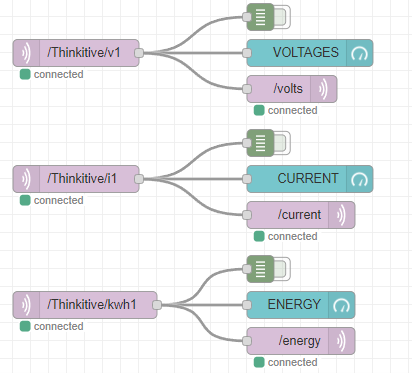 /Thinkitive/v1
connected
VOLTAGES
/volts
connected
/Thinkitive/i1
connected
CURRENT
/current
connected
/Thinkitive/kwh1
connected
ENERGY
/energy
connected